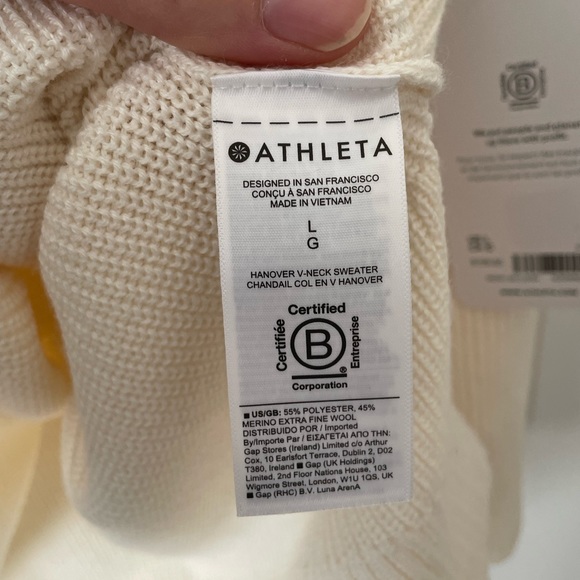 ATHLETA
DESIGNED IN SAN FRANCISCO
CONÇU À SAN FRANCISCO
MADE IN VIETNAM
L
G
HANOVER V-NECK SWEATER
CHANDAIL COL EN V HANOVER
Certified
Certifiée
B
Entreprise
®
Corporation
■ US/GB: 55% POLYESTER, 45%
MERINO EXTRA FINE WOOL
DISTRIBUIDO POR / Imported
By/Importe Par / ΕΙΣΑΓΕΤΑΙ ΑΠΟ ΤΗΝ:
Gap Stores (Ireland) Limited c/o Arthur
Cox, 10 Earlsfort Terrace, Dublin 2, D02
T380, Ireland ■ Gap (UK Holdings)
Limited, 2nd Floor Nations House, 103
Wigmore Street, London, W1U 1QS, UK
■ Gap (RHC) B.V. Luna ArenA
B